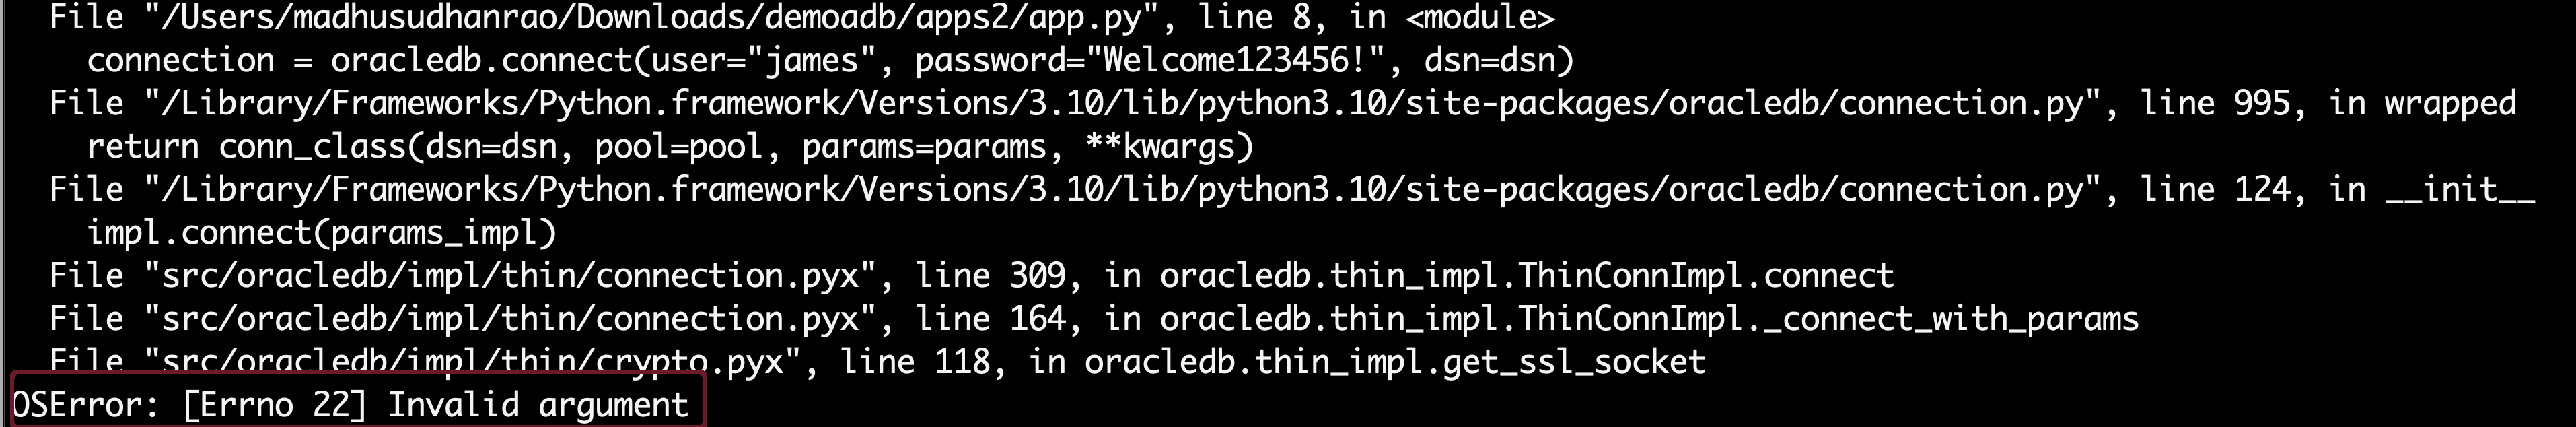 File "/Users/madhusudhanrao/Downloads/demoadb/apps2/app.py", line 8, in <module>
connection = oracledb.connect(user="james", password="Welcome123456!", dsn=dsn)
File "/Library/Frameworks/Python.framework/Versions/3.10/lib/python3.10/site-packages/oracledb/connection.py", line 995, in wrapped
return conn_class(dsn=dsn, pool=pool, params=params, **kwargs)
File "/Library/Frameworks/Python.framework/Versions/3.10/lib/python3.10/site-packages/oracledb/connection.py", line 124, in __init__
impl.connect(params_impl)
File "src/oracledb/impl/thin/connection.pyx", line 309, in oracledb.thin_impl.ThinConnImpl.connect
File "src/oracledb/impl/thin/connection.pyx", line 164, in oracledb.thin_impl.ThinConnImpl._connect_with_params
File "src/oracledb/impl/thin/crypto.pyx", line 118, in oracledb.thin_impl.get_ssl_socket
OSError: [Errno 22] Invalid argument